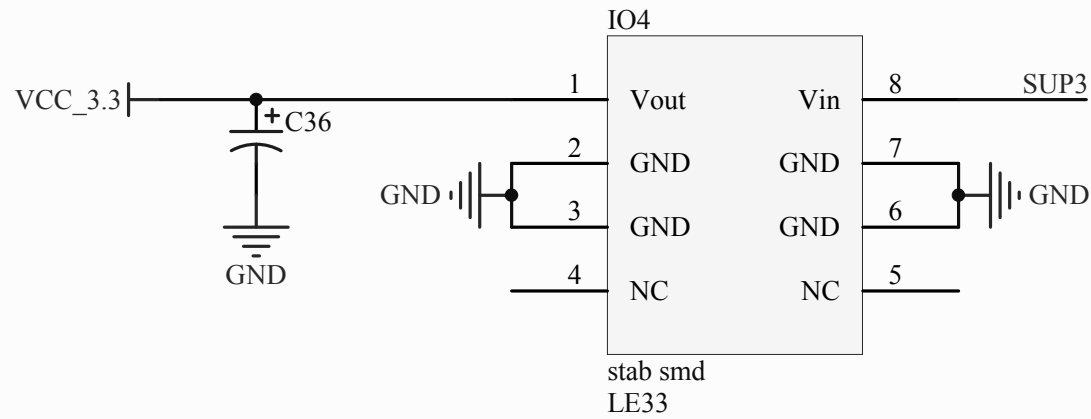 IO4
VCC_3.3 + C36 1 Vout Vin 8 SUP3
2 GND GND 7
GND GND
3 GND GND 6
GND
4 NC NC 5
stab smd
LE33